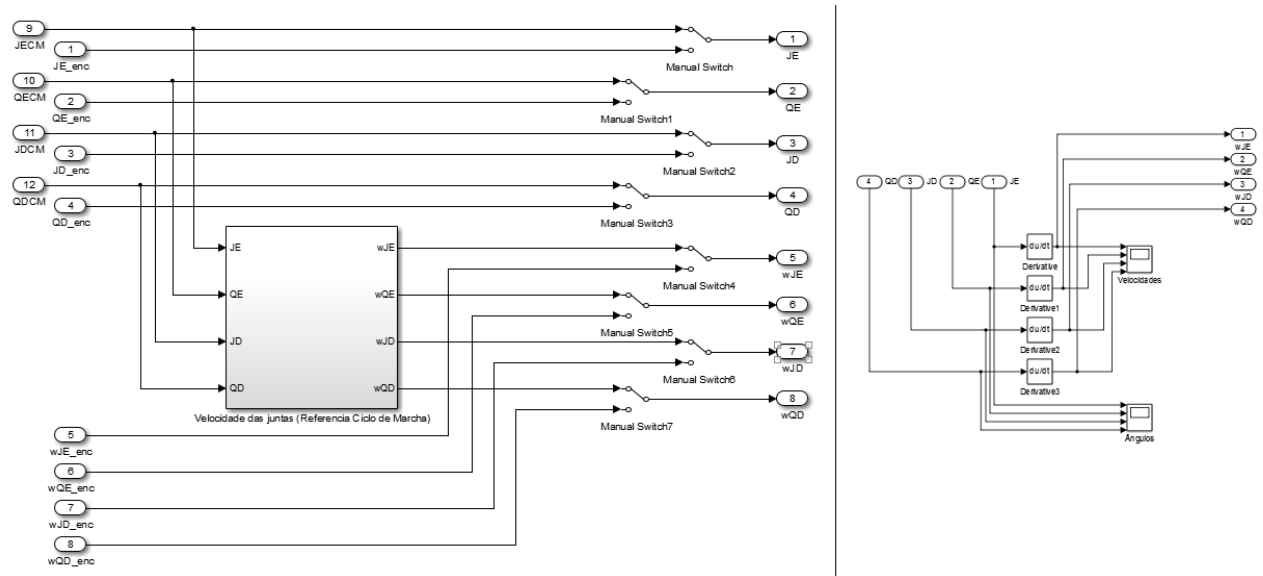 9
JECM
1
JE_enc
Manual Switch
1
JE
10
QECM
2
QE_enc
Manual Switch1
2
QE
11
JDCM
3
JD_enc
Manual Switch2
3
JD
12
QDCM
4
QD_enc
Manual Switch3
4
QD
JE
QE
JD
QD
wJE
wQE
wJD
wQD
Velocidade das juntas (Referencia Ciclo de Marcha)
Manual Switch4
5
wJE
Manual Switch5
6
wQE
Manual Switch6
7
wJD
Manual Switch7
8
wQD
5
wJE_enc
6
wQE_enc
7
wJD_enc
8
wQD_enc
1
wJE
2
wQE
3
wJD
4
wQD
4 QD 3 JD 2 QE 1 JE
du/dt
Derivative
du/dt
Derivative1
du/dt
Derivative2
du/dt
Derivative3
Velocidades
Ângulos